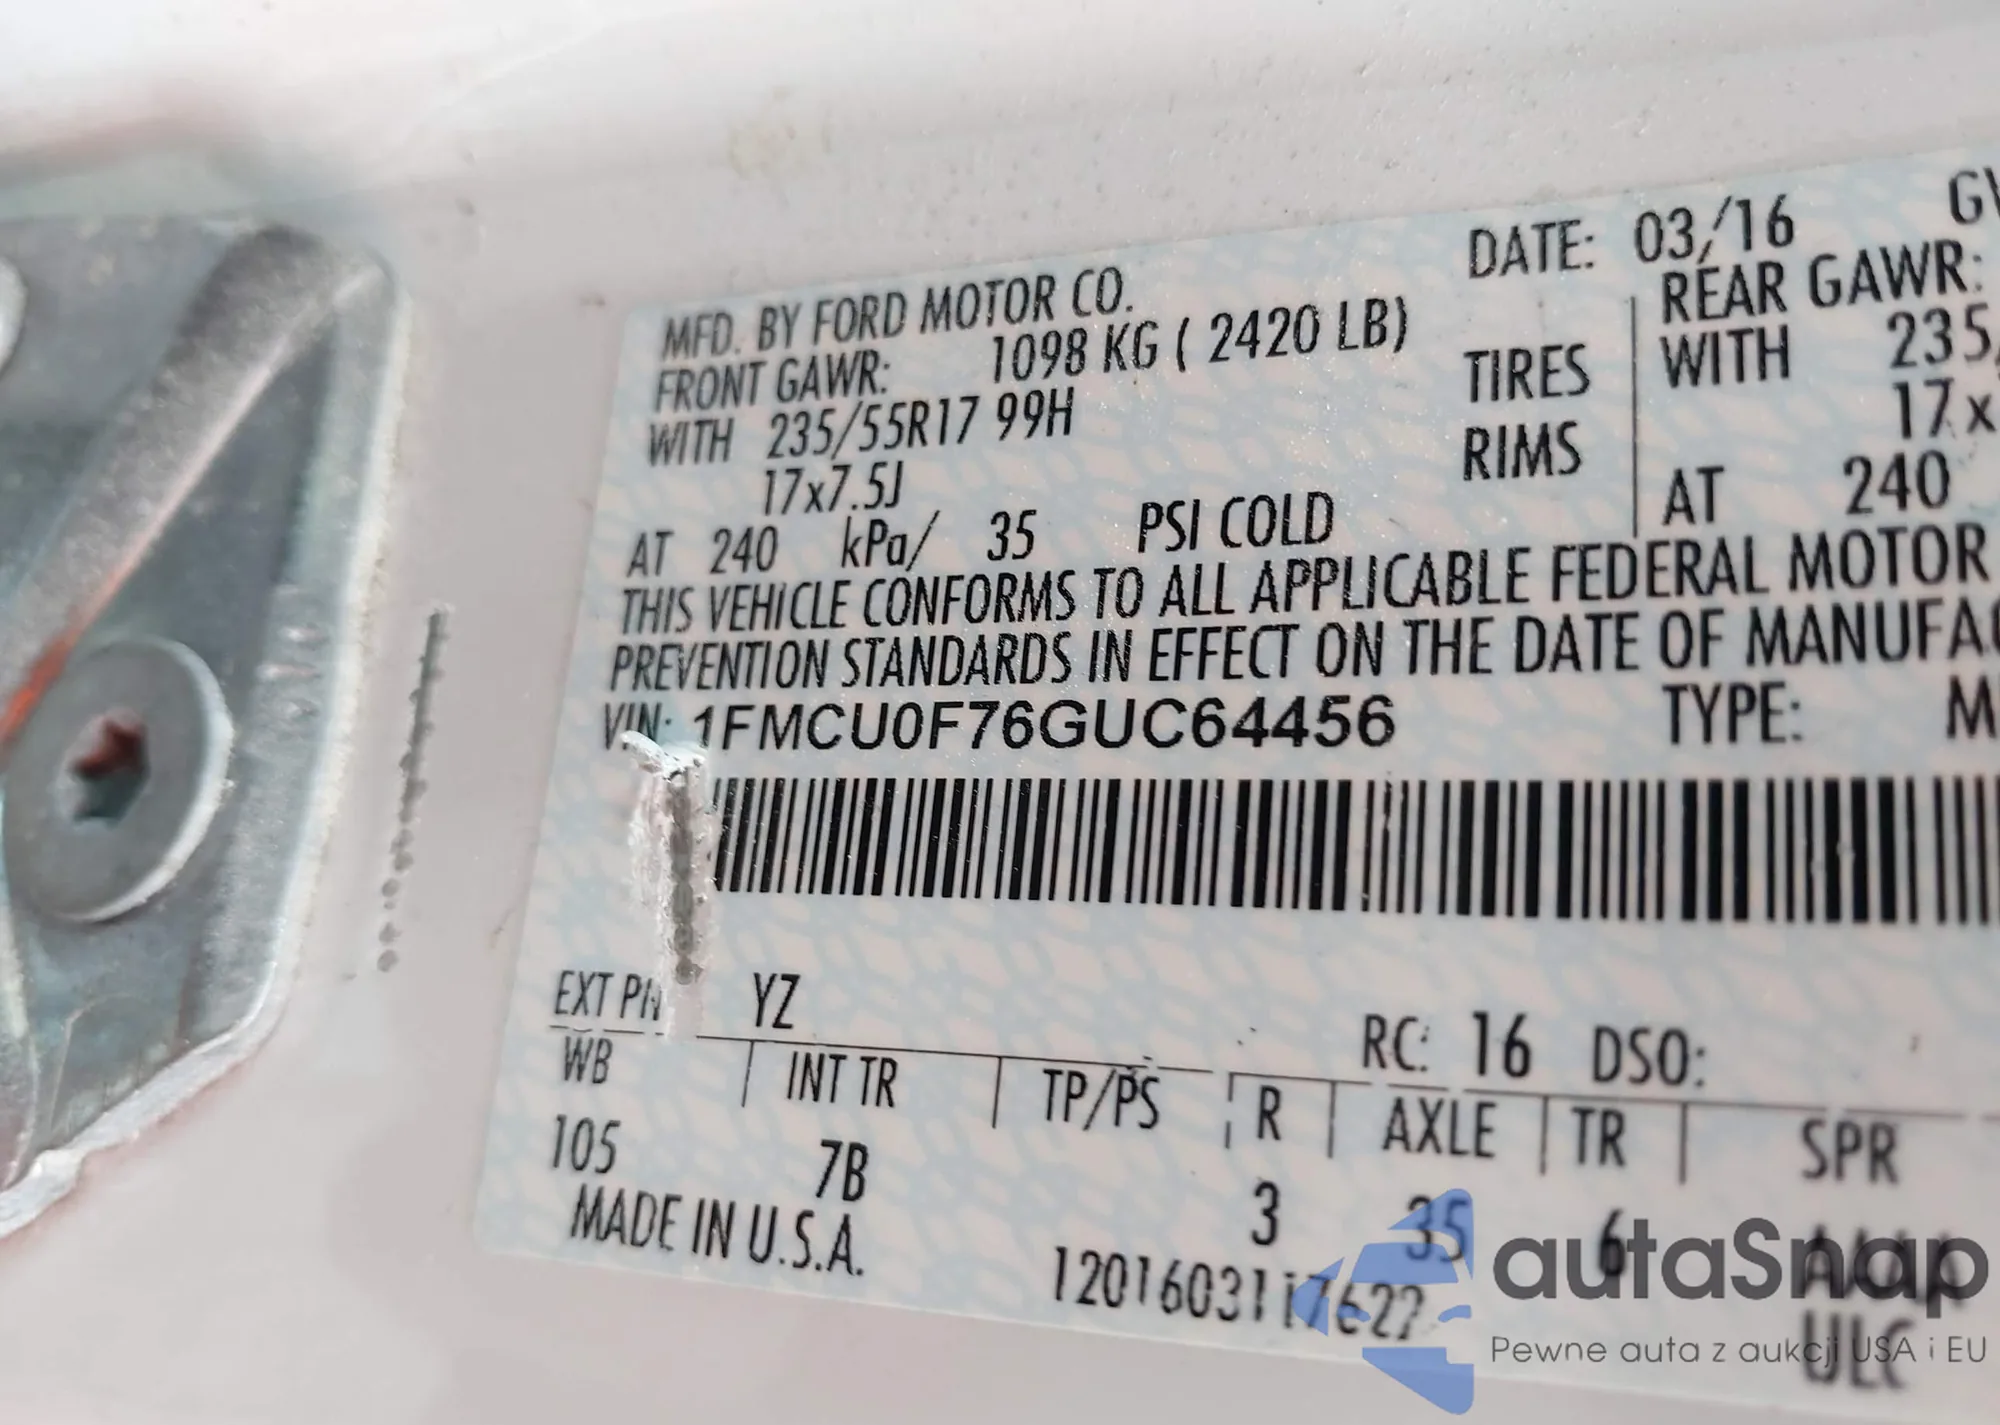 DATE: 03/16
MFD. BY FORD MOTOR CO.
FRONT GAWR: 1098 KG ( 2420 LB) REAR GAWR:
WITH 235/55R17 99H TIRES WITH 235/
17x7.5J RIMS 17x
AT 240 kPa/ 35 PSI COLD AT 240
THIS VEHICLE CONFORMS TO ALL APPLICABLE FEDERAL MOTOR
PREVENTION STANDARDS IN EFFECT ON THE DATE OF
VIN: 1FMCU0F76GUC64456 TYPE:
EXT YZ RC: 16 DSO:
WB INT TR TP/PS R AXLE TR SPR
105 7B 3 35 6
MADE IN U.S.A.
autaSnap
Pewne auta z aukcji USA i EU